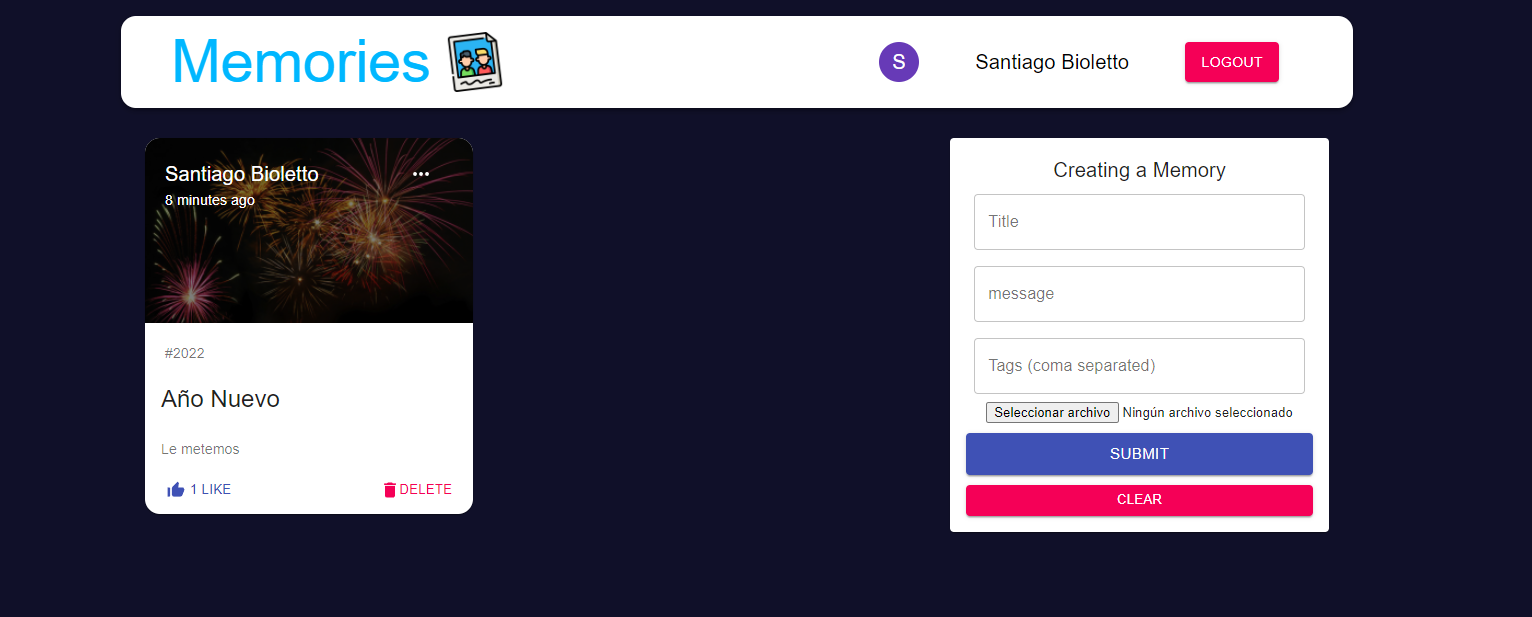 Memories
S
Santiago Bioletto
LOGOUT
Santiago Bioletto
8 minutes ago
#2022
Año Nuevo
Le metemos
1 LIKE
DELETE
Creating a Memory
Title
message
Tags (coma separated)
Seleccionar archivo Ningún archivo seleccionado
SUBMIT
CLEAR